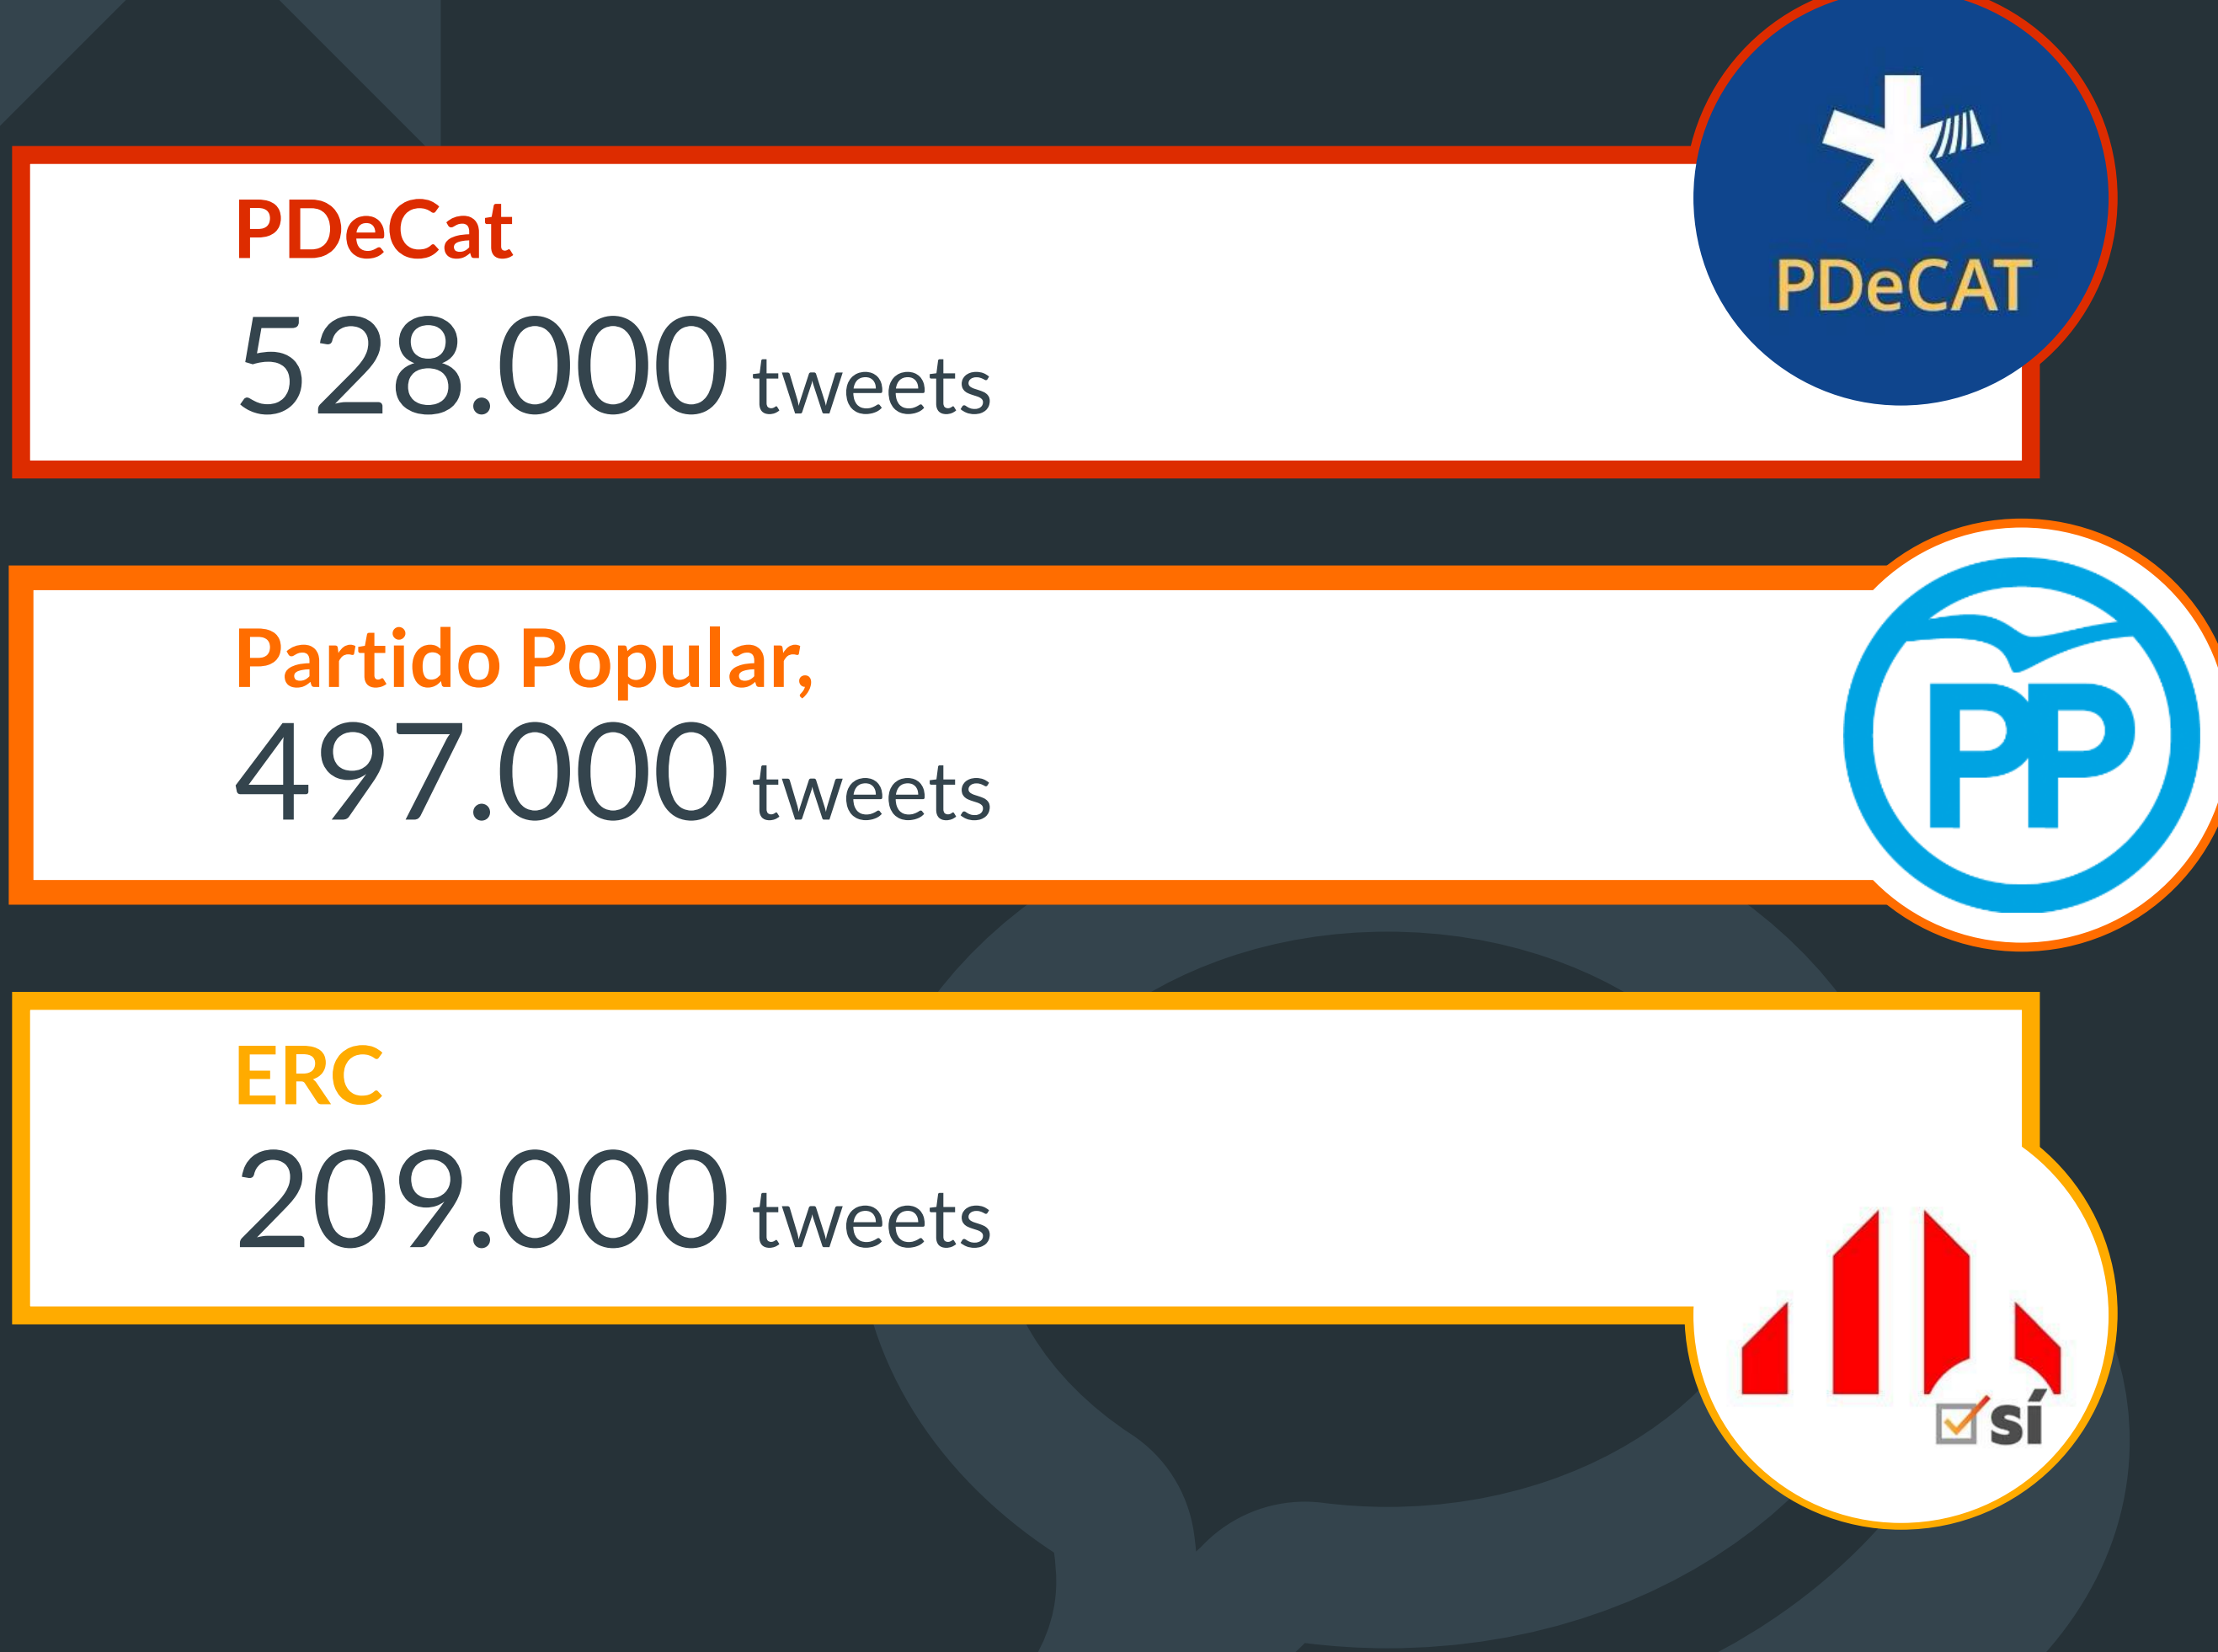 PDeCat
528.000 tweets
PDeCAT
Partido Popular,
497.000 tweets
PP
ERC
209.000 tweets
sí